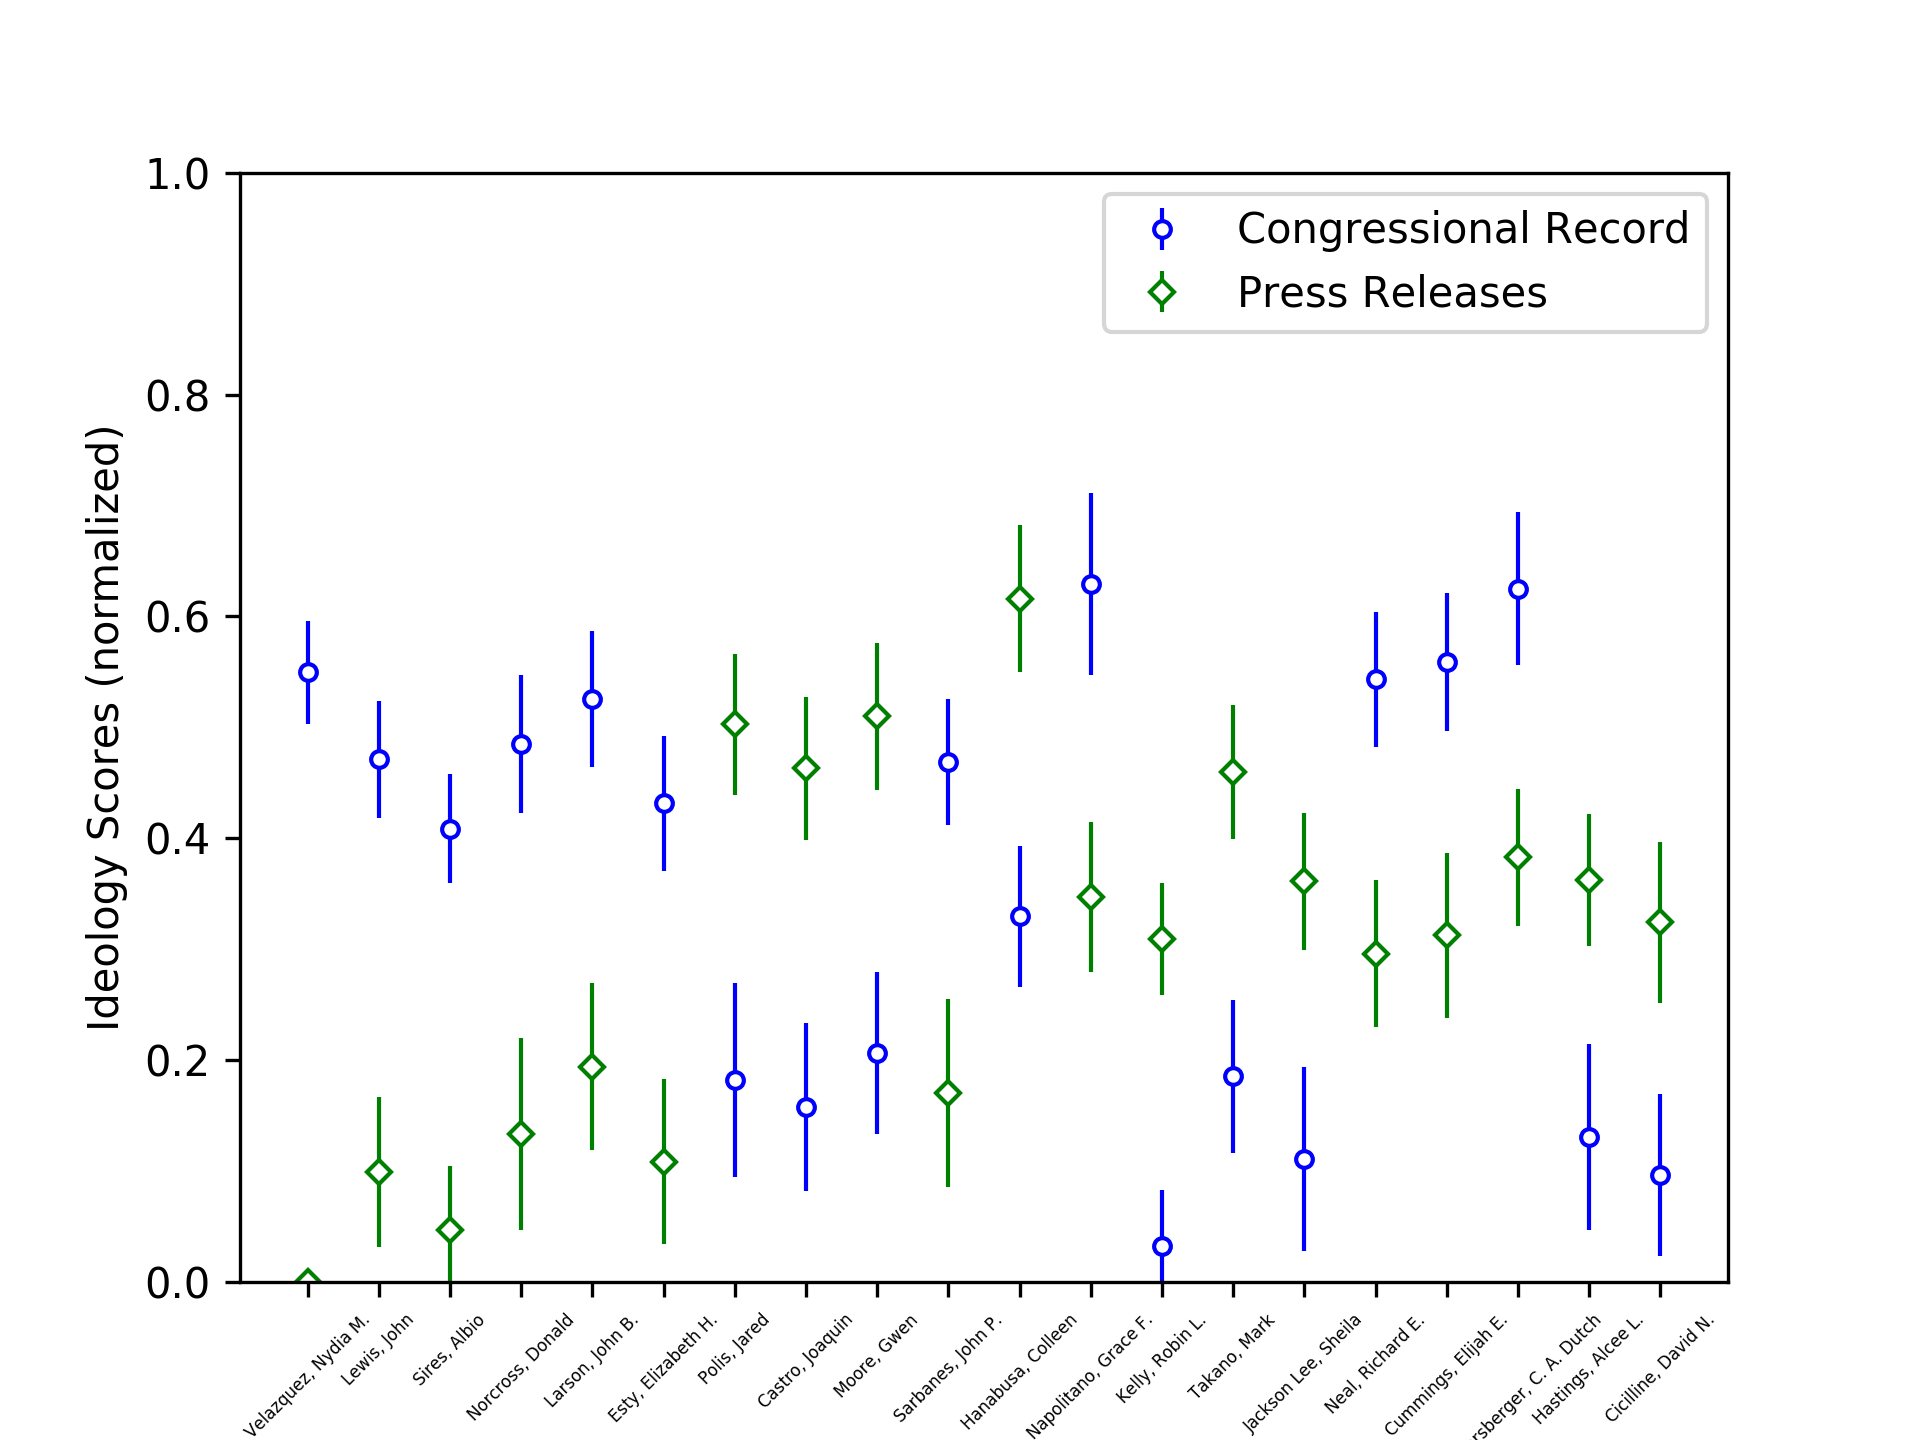 Congressional Record
Press Releases
Ideology Scores (normalized)
1.0
0.8
0.6
0.4
0.2
0.0
Velazquez, Nydia M.
Lewis, John
Sires, Albio
Norcross, Donald
Larson, John B.
Esty, Elizabeth H.
Polis, Jared
Castro, Joaquin
Moore, Gwen
Sarbanes, John P.
Hanabusa, Colleen
Napolitano, Grace F.
Kelly, Robin L.
Takano, Mark
Jackson Lee, Sheila
Neal, Richard E.
Cummings, Elijah E.
rsberger, C. A. Dutch
Hastings, Alcee L.
Cicilline, David N.